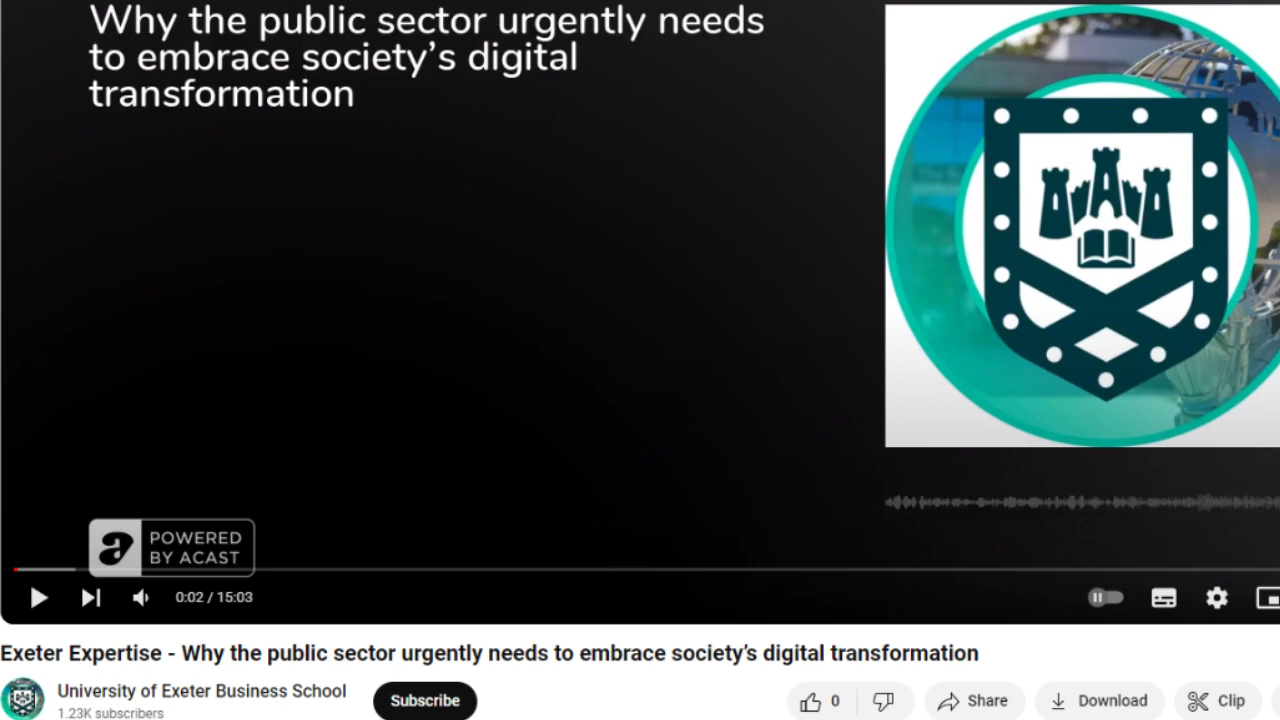 Why the public sector urgently needs
to embrace society’s digital
transformation
a POWERED
BY ACAST
0:02 / 15:03
Exeter Expertise - Why the public sector urgently needs to embrace society’s digital transformation
University of Exeter Business School
1.23K subscribers
Subscribe
0
Share
Download
Clip